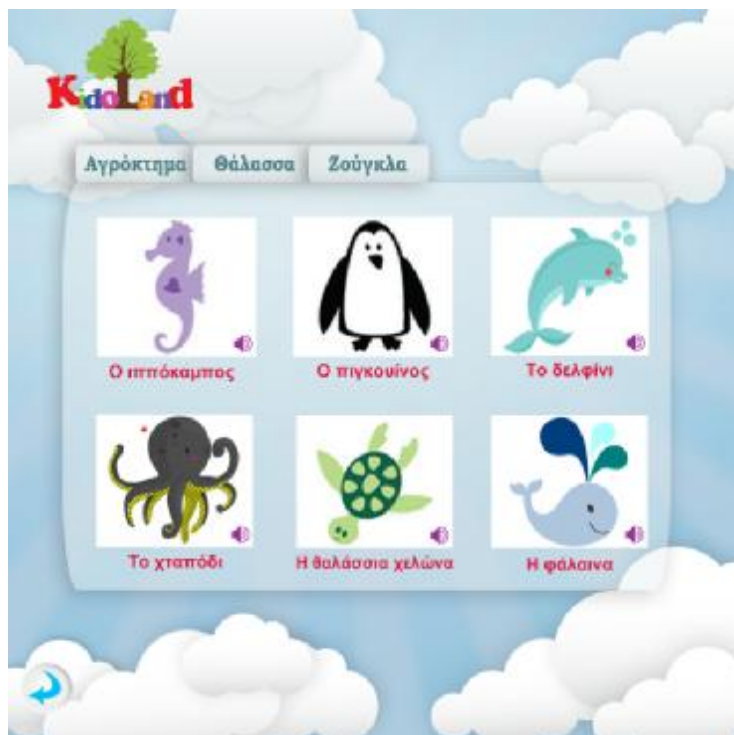 KidoLand
Αγρόκτημα Θάλασσα Ζούγκλα
Ο ιππόκαμπος Ο πιγκουίνος Το δελφίνι
Το χταπόδι Η θαλάσσια χελώνα Η φάλαινα